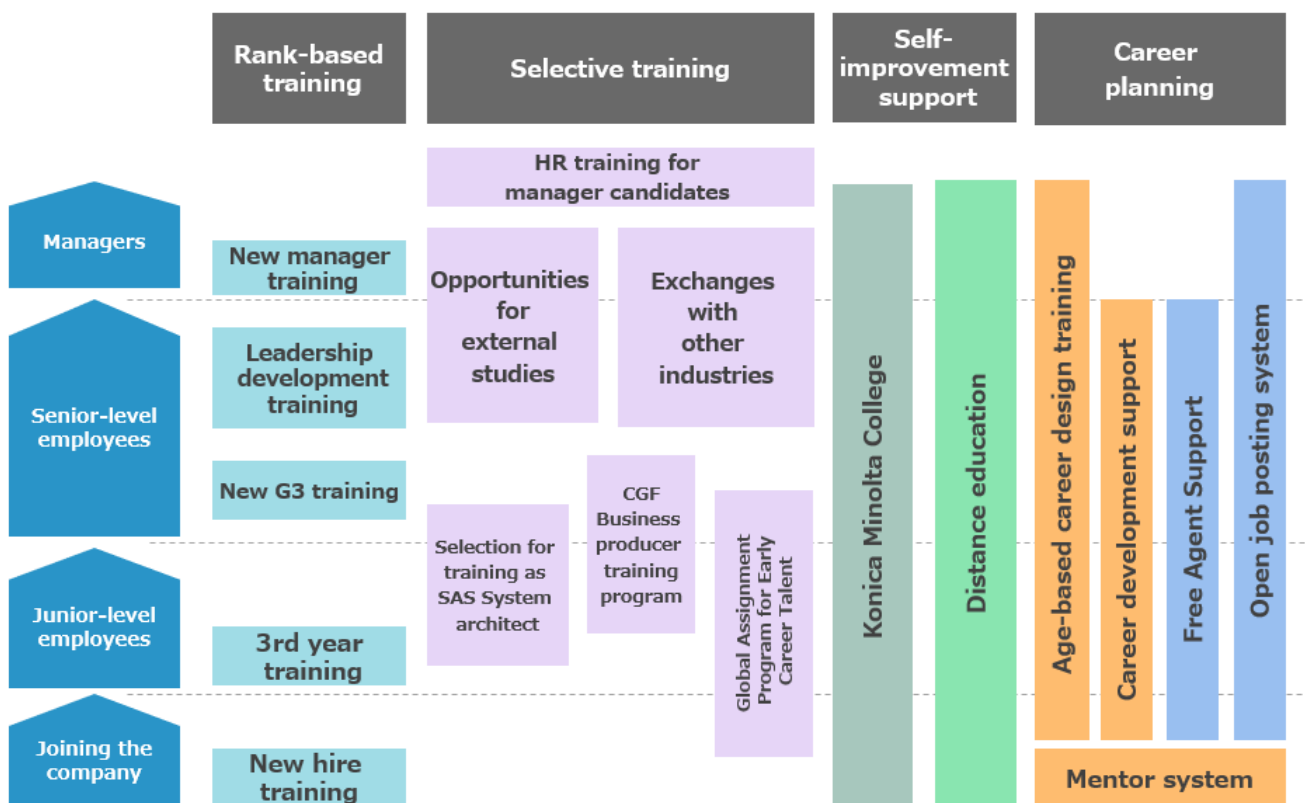 Rank-based
training
Selective training
Self-
improvement
support
Career
planning
HR training for
manager candidates
Managers
New manager
training
Opportunities
for
external
studies
Exchanges
with
other
industries
Senior-level
employees
Leadership
development
training
New G3 training
Selection for
training as
SAS System
architect
CGF
Business
producer
training
program
Global Assignment
Program for Early
Career Talent
Junior-level
employees
3rd year
training
Joining the
company
New hire
training
Konica Minolta College
Distance education
Age-based career design training
Career development support
Free Agent Support
Open job posting system
Mentor system